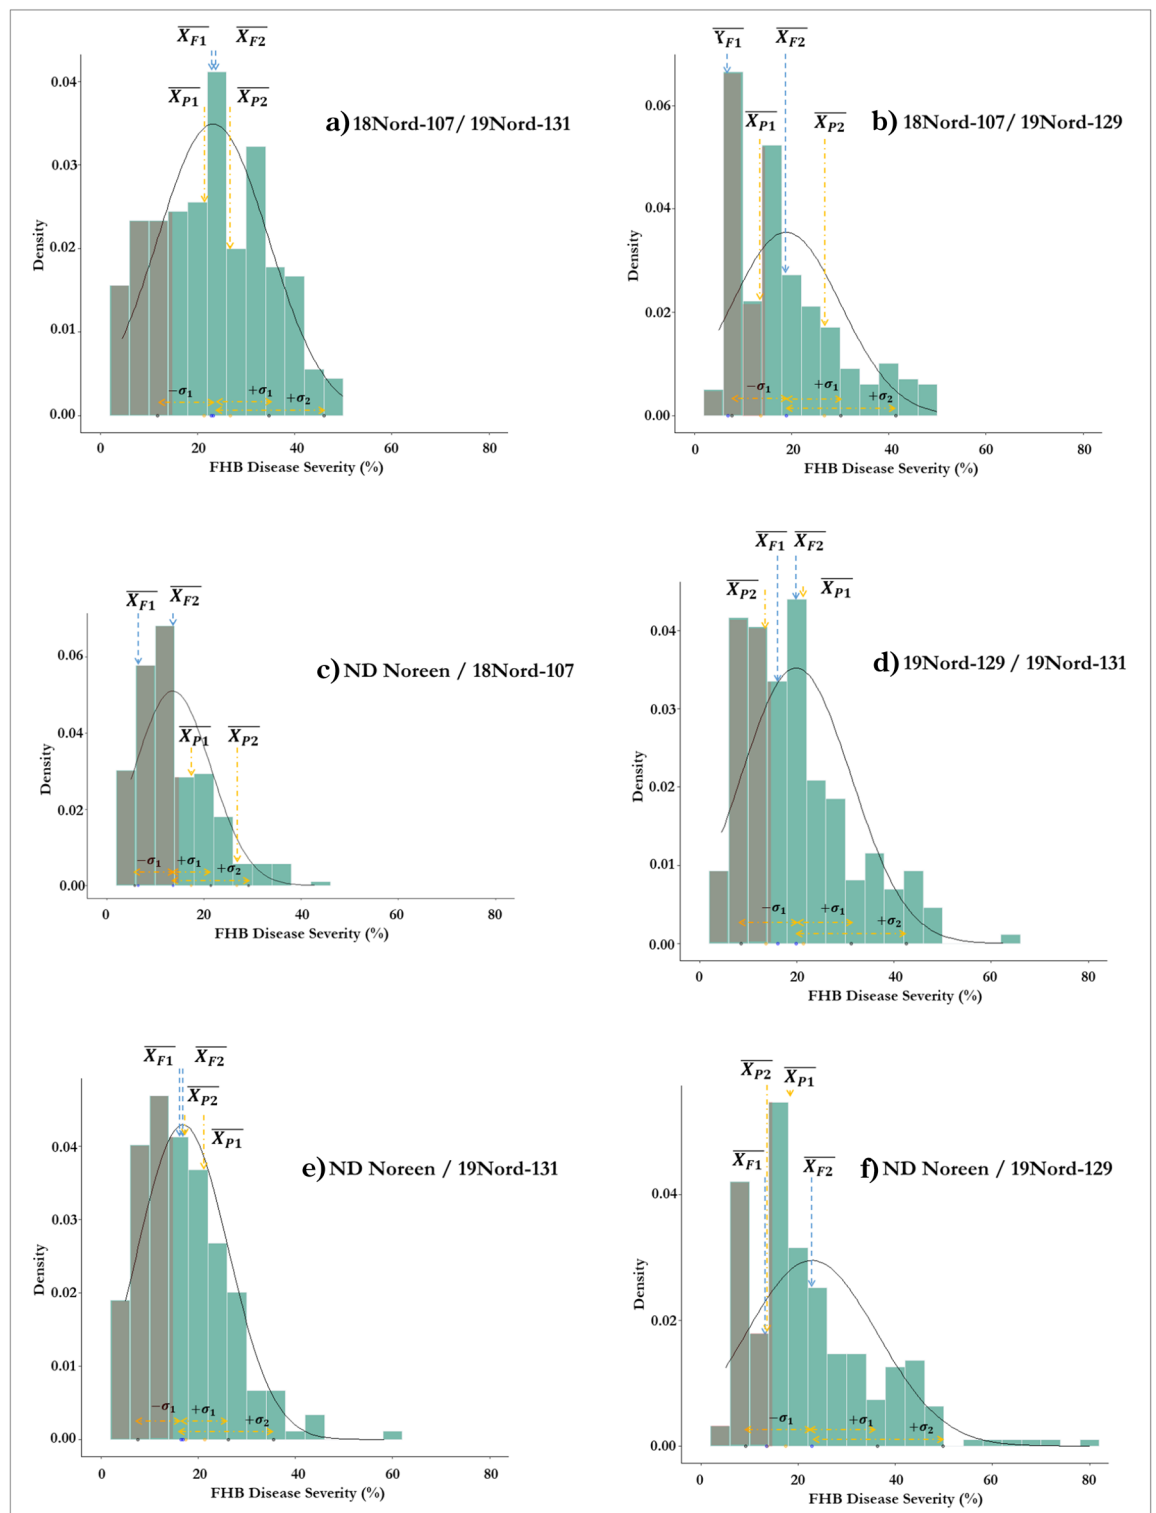 X̄F1 X̄F2
X̄P1 X̄P2
a) 18Nord-107/ 19Nord-131
0.04
0.03
0.02
0.01
0.00
Density
−σ1 +σ1 +σ2
0 20 40 60 80
FHB Disease Severity (%)
X̄F1 X̄F2
X̄P1 X̄P2
b) 18Nord-107/ 19Nord-129
0.06
0.04
0.02
0.00
Density
−σ1 +σ1 +σ2
0 20 40 60 80
FHB Disease Severity (%)
X̄F1 X̄F2
c) ND Noreen / 18Nord-107
X̄P1 X̄P2
0.06
0.04
0.02
0.00
Density
−σ1 +σ1 +σ2
0 20 40 60 80
FHB Disease Severity (%)
X̄F1 X̄F2
X̄P2 X̄P1
d) 19Nord-129 / 19Nord-131
0.04
0.03
0.02
0.01
0.00
Density
−σ1 +σ1 +σ2
0 20 40 60 80
FHB Disease Severity (%)
X̄F1 X̄F2
X̄P2
X̄P1
e) ND Noreen / 19Nord-131
0.04
0.03
0.02
0.01
0.00
Density
−σ1 +σ1 +σ2
0 20 40 60 80
FHB Disease Severity (%)
X̄P2 X̄P1
X̄F1 X̄F2
f) ND Noreen / 19Nord-129
0.04
0.02
0.00
Density
−σ1 +σ1 +σ2
0 20 40 60 80
FHB Disease Severity (%)